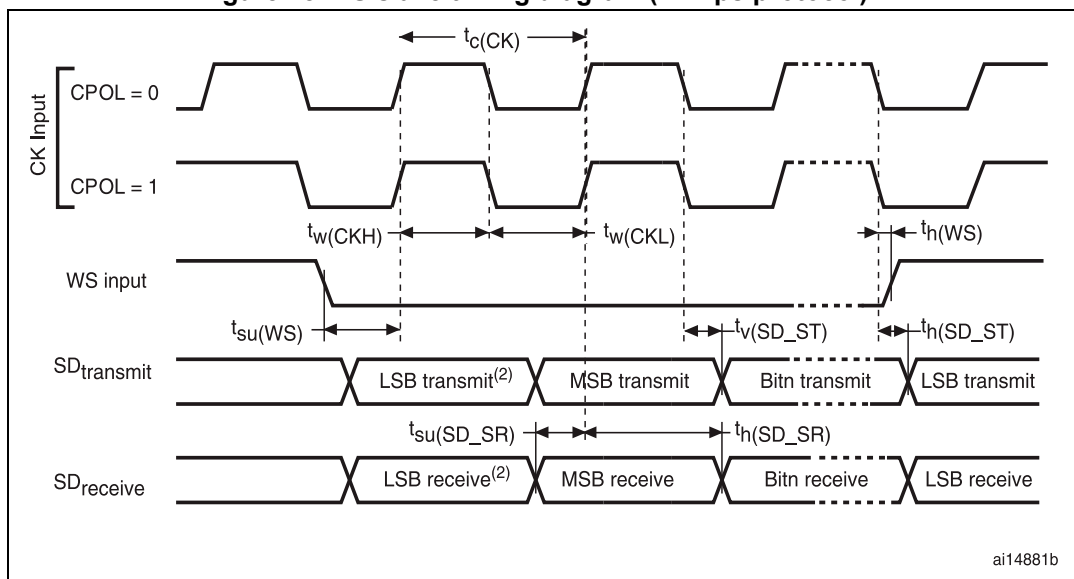 t_c(CK)
CK Input
CPOL = 0
CPOL = 1
t_w(CKH)
t_w(CKL)
t_h(WS)
WS input
t_su(WS)
t_v(SD_ST)
t_h(SD_ST)
SD_transmit
LSB transmit(2)
MSB transmit
Bitn transmit
LSB transmit
t_su(SD_SR)
t_h(SD_SR)
SD_receive
LSB receive(2)
MSB receive
Bitn receive
LSB receive
ai14881b